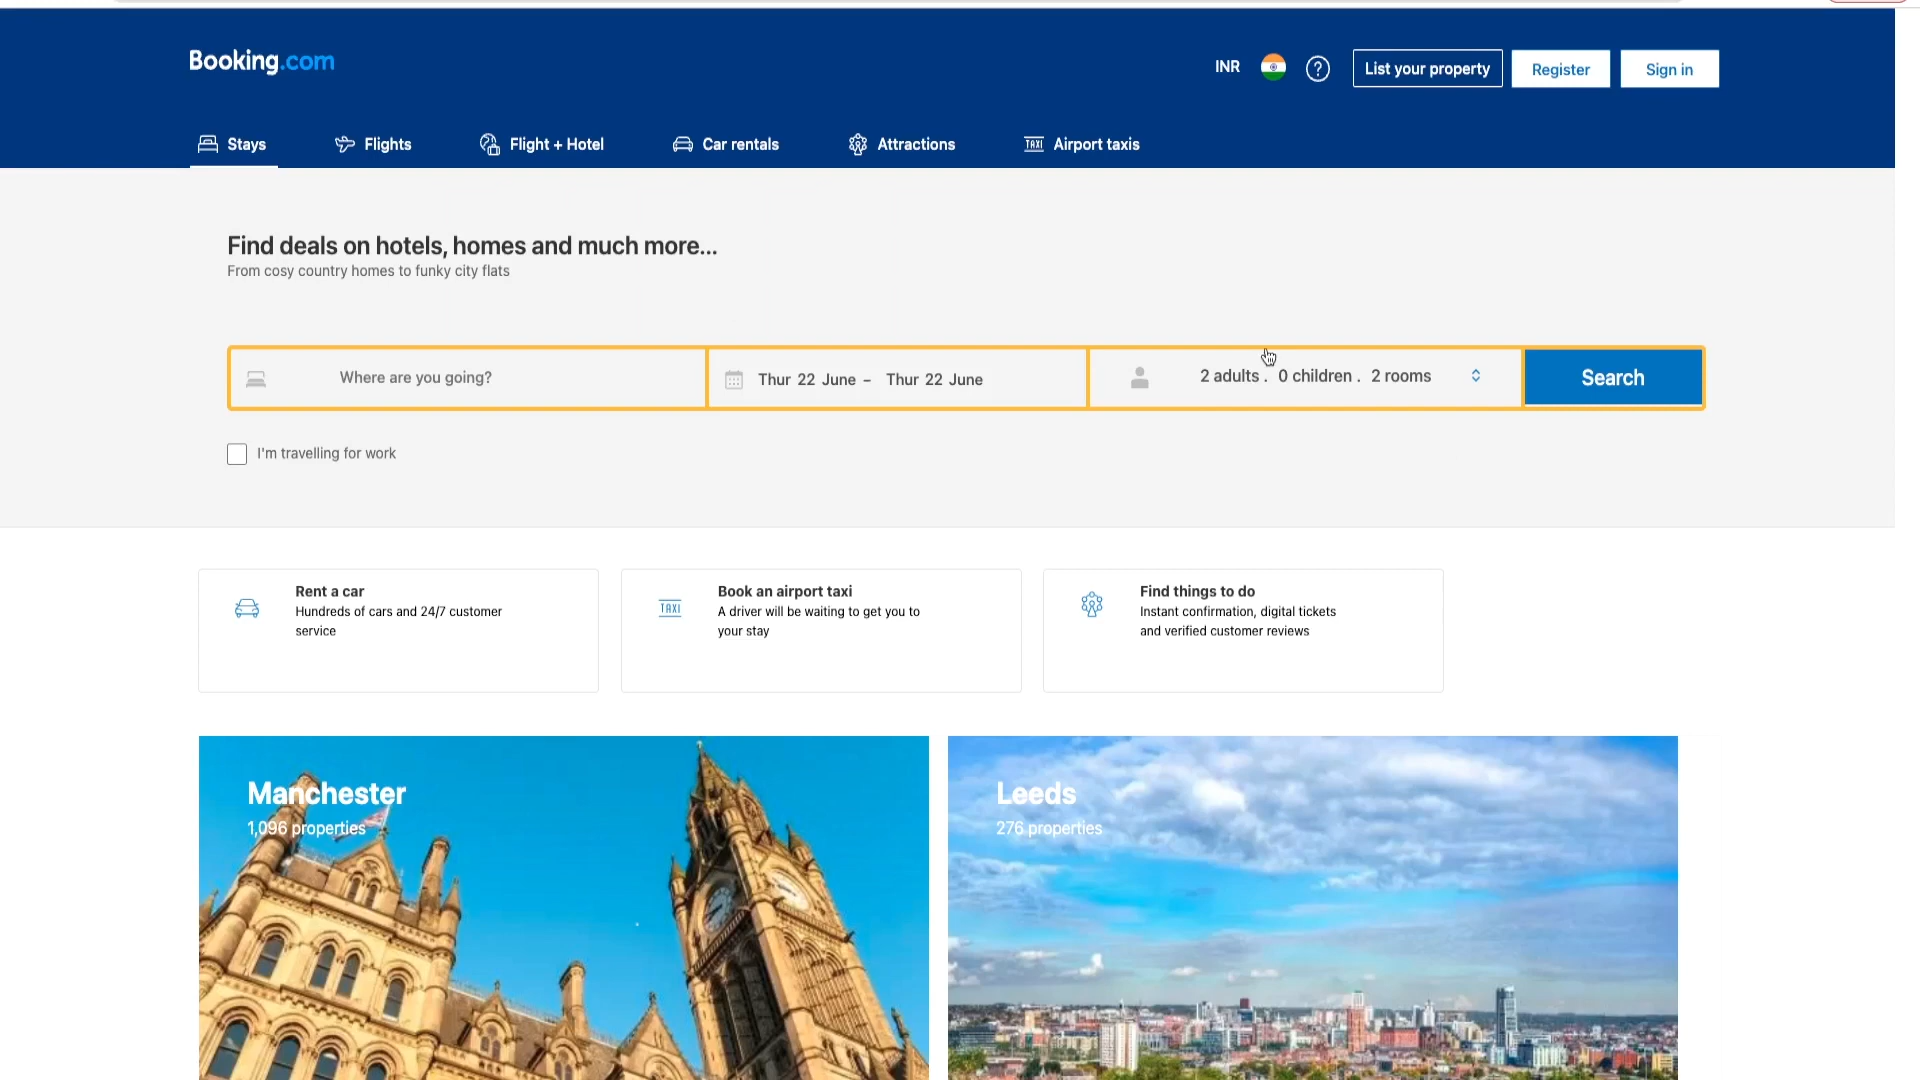 Booking.com
INR
List your property
Register
Sign in
Stays
Flights
Flight + Hotel
Car rentals
Attractions
TAXI Airport taxis
Find deals on hotels, homes and much more...
From cosy country homes to funky city flats
Where are you going?
Thur 22 June – Thur 22 June
2 adults . 0 children . 2 rooms
Search
I'm travelling for work
Rent a car
Hundreds of cars and 24/7 customer
service
TAXI
Book an airport taxi
A driver will be waiting to get you to
your stay
Find things to do
Instant confirmation, digital tickets
and verified customer reviews
Manchester
1,096 properties
Leeds
276 properties